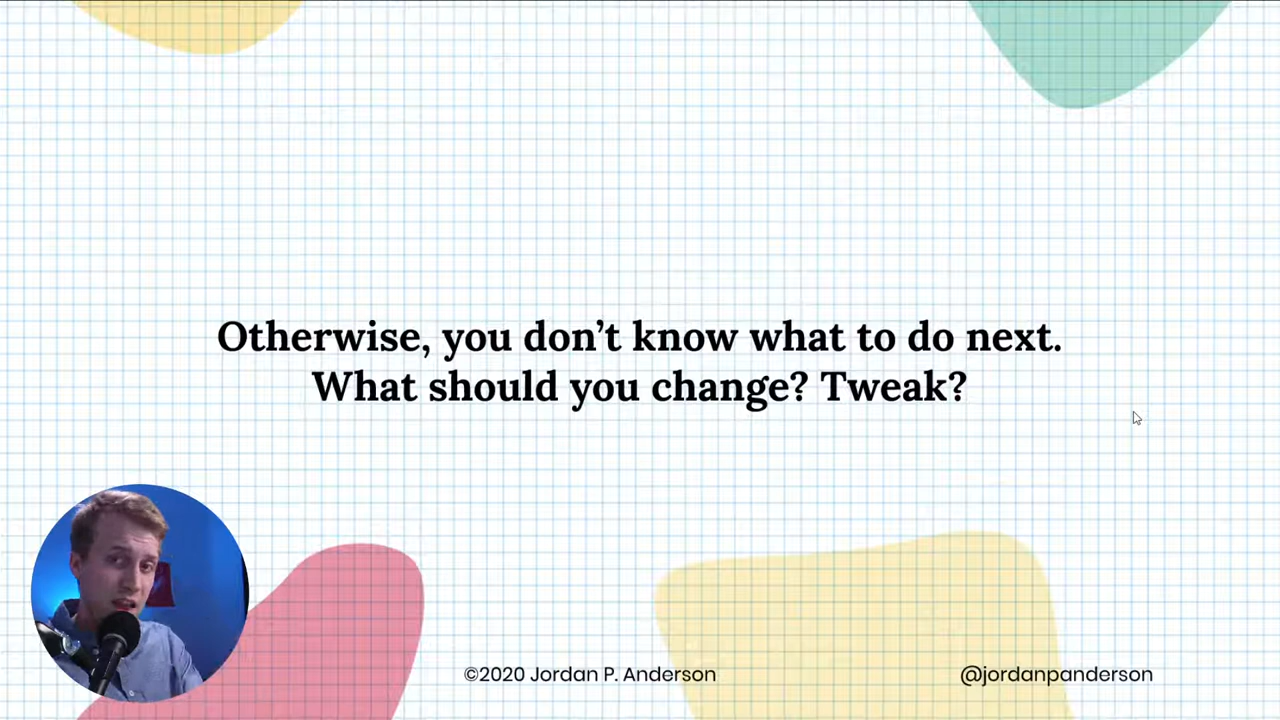 Otherwise, you don’t know what to do next.
What should you change? Tweak?
©2020 Jordan P. Anderson
@jordanpanderson